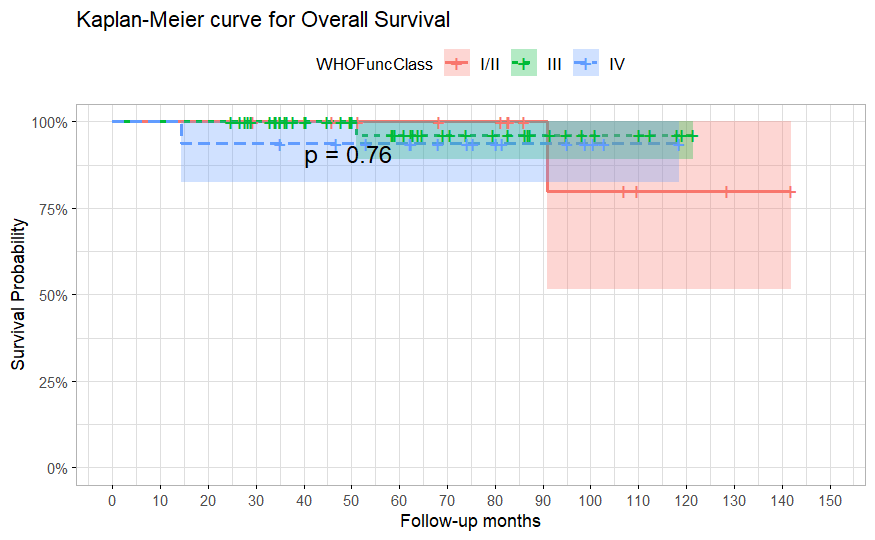 Kaplan-Meier curve for Overall Survival
WHOFuncClass I/II III IV
100%
75%
50%
25%
0%
p = 0.76
Survival Probability
0 10 20 30 40 50 60 70 80 90 100 110 120 130 140 150
Follow-up months